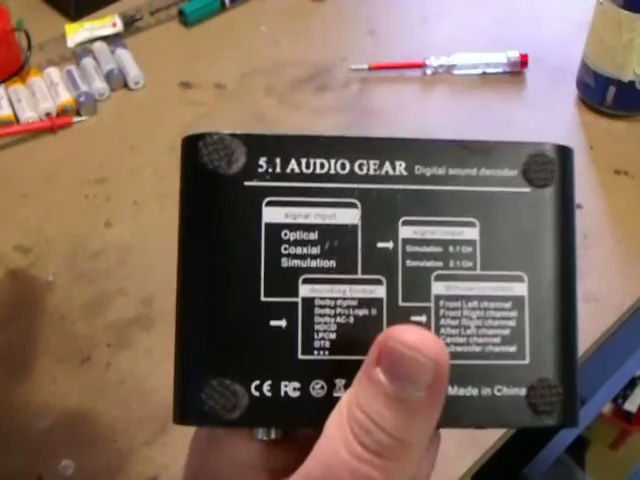 5.1 AUDIO GEAR Digital sound decoder
signal input
Optical
Coaxial
Simulation
signal output
Simulation 5.1 CH
Simulation 2.1 CH
decoding format
Dolby digital
Dolby Pro Logic II
Dolby AC-3
HDCD
LPCM
DTS
•••
Front Left channel
Front Right channel
After Right channel
After Left channel
Center channel
Subwoofer channel
CE FC
Made in China